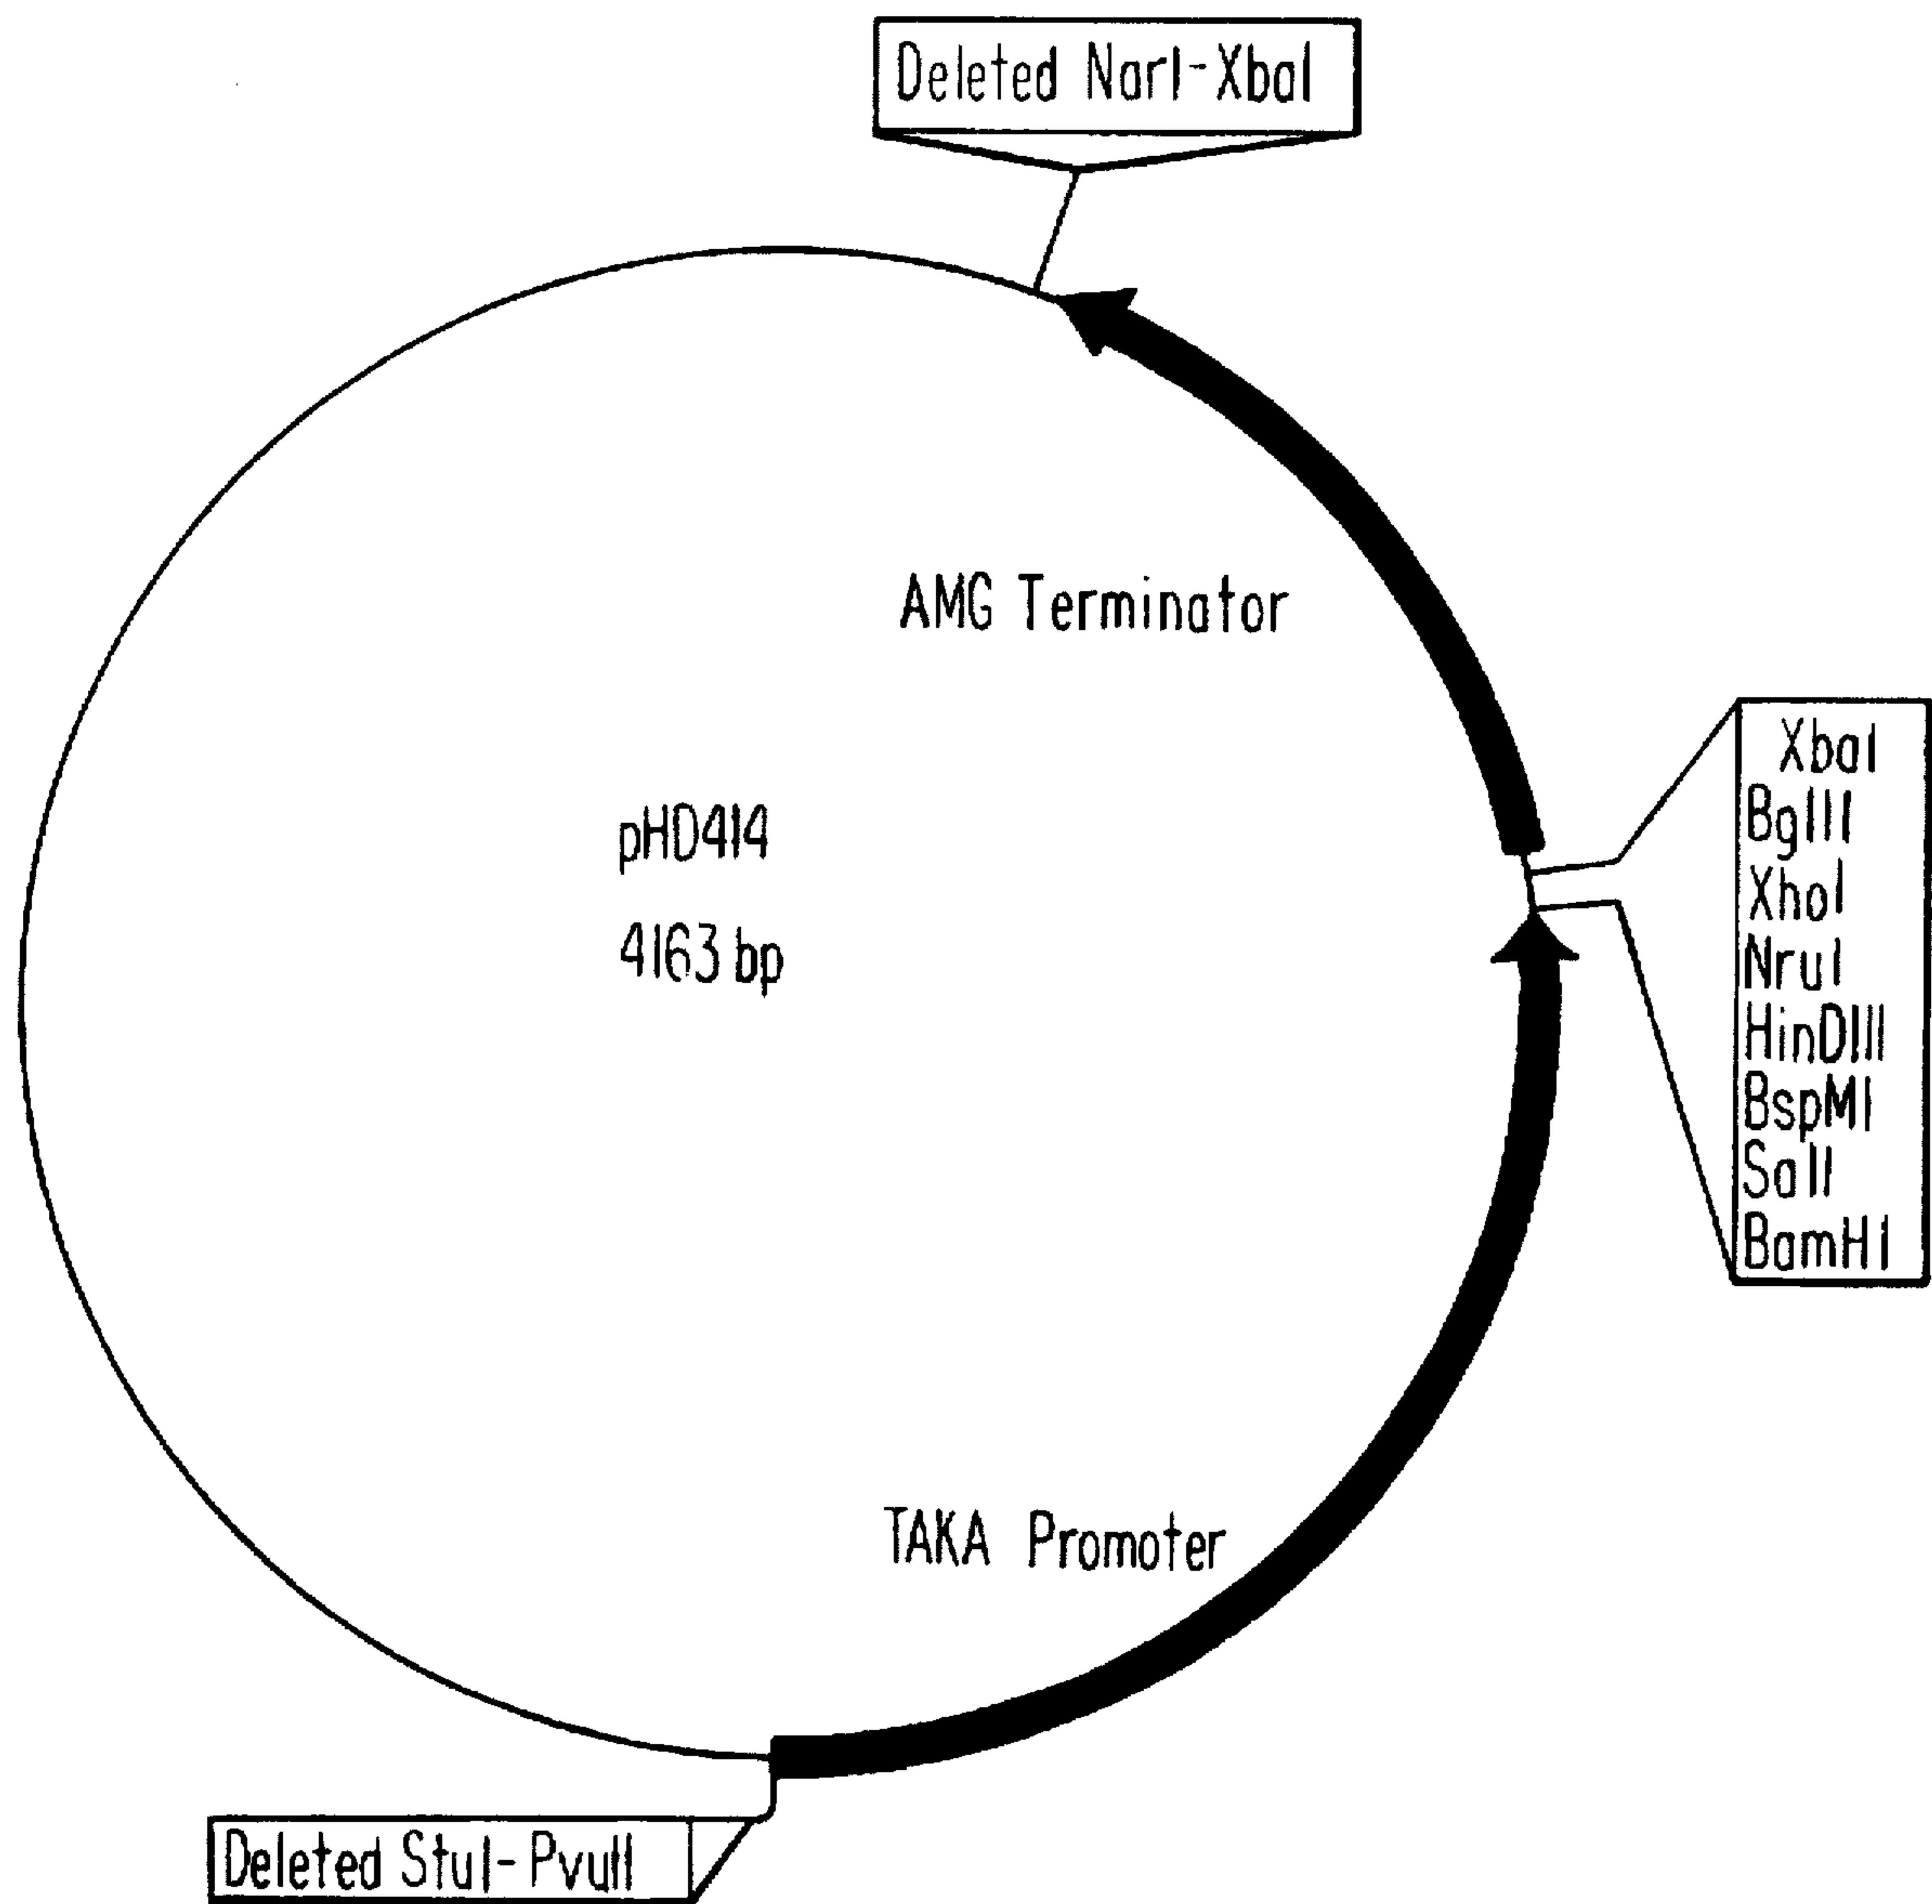 Deleted NarI-XbaI
AMG Terminator
pHD414
4163 bp
XbaI
BglII
XhoI
NruI
HinDIII
BspMI
SalI
BamHI
TAKA Promoter
Deleted StuI-PvuII